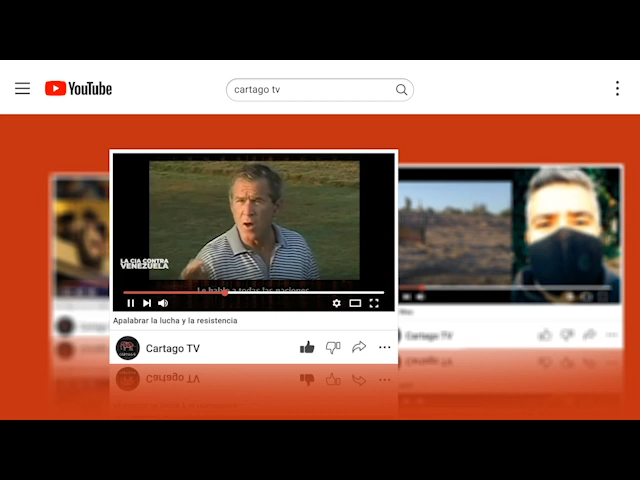 YouTube
cartago tv
LA CIA CONTRA
VENEZUELA
Le hablo a todas las naciones
Apalabrar la lucha y la resistencia
Cartago TV